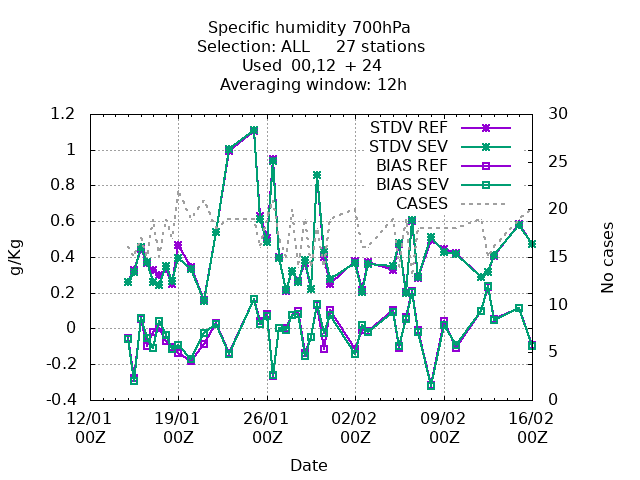 Specific humidity 700hPa
Selection: ALL 27 stations
Used 00,12 + 24
Averaging window: 12h
1.2
1
0.8
0.6
0.4
0.2
0
-0.2
-0.4
g/Kg
30
25
20
15
10
5
0
No cases
STDV REF
STDV SEV
BIAS REF
BIAS SEV
CASES
12/01 19/01 26/01 02/02 09/02 16/02
00Z 00Z 00Z 00Z 00Z 00Z
Date